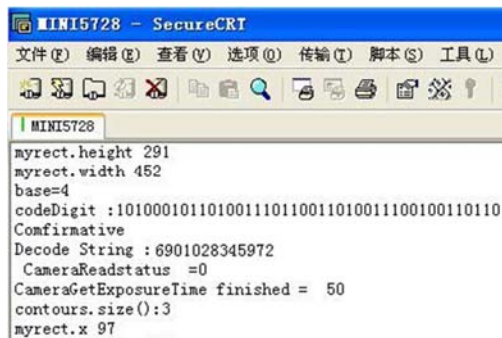 MINI5728 - SecureCRT
文件(F) 编辑(E) 查看(V) 选项(O) 传输(T) 脚本(S) 工具(L)
MINI5728
myrect.height 291
myrect.width 452
base=4
codeDigit :1010001011010011101100110100111001001101​10
Comfirmative
Decode String : 6901028345972
CameraReadstatus =0
CameraGetExposureTime finished = 50
contours.size():3
myrect.x 97